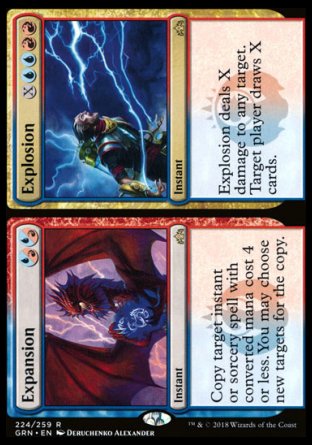 Expansion
Instant
Copy target instant
or sorcery spell with
converted mana cost 4
or less. You may choose
new targets for the copy.
Explosion X
Instant
Explosion deals X
damage to any target.
Target player draws X
cards.
224/259 R
GRN • EN DERUCHENKO ALEXANDER
™ & © 2018 Wizards of the Coast